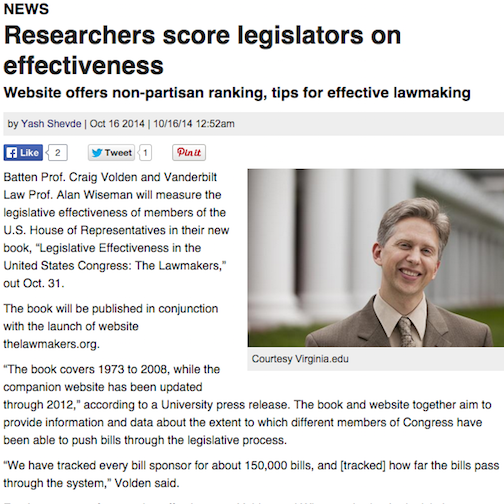 NEWS
Researchers score legislators on
effectiveness
Website offers non-partisan ranking, tips for effective lawmaking
by Yash Shevde | Oct 16 2014 | 10/16/14 12:52am
Like 2 Tweet 1 Pin it
Batten Prof. Craig Volden and Vanderbilt
Law Prof. Alan Wiseman will measure the
legislative effectiveness of members of the
U.S. House of Representatives in their new
book, “Legislative Effectiveness in the
United States Congress: The Lawmakers,”
out Oct. 31.
The book will be published in conjunction
with the launch of website
thelawmakers.org.
Courtesy Virginia.edu
“The book covers 1973 to 2008, while the
companion website has been updated
through 2012,” according to a University press release. The book and website together aim to
provide information and data about the extent to which different members of Congress have
been able to push bills through the legislative process.
“We have tracked every bill sponsor for about 150,000 bills, and [tracked] how far the bills pass
through the system,” Volden said.